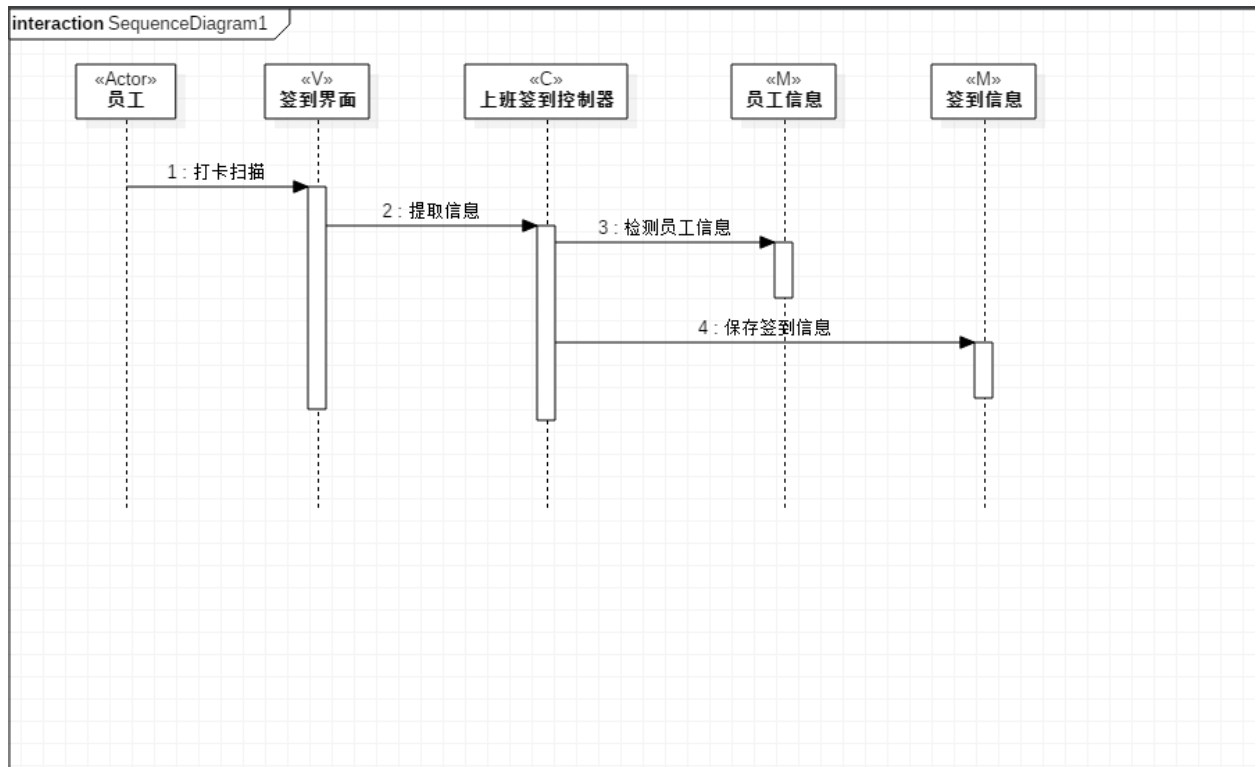 interaction SequenceDiagram1
«Actor»
员工
«V»
签到界面
«C»
上班签到控制器
«M»
员工信息
«M»
签到信息
1 : 打卡扫描
2 : 提取信息
3 : 检测员工信息
4 : 保存签到信息